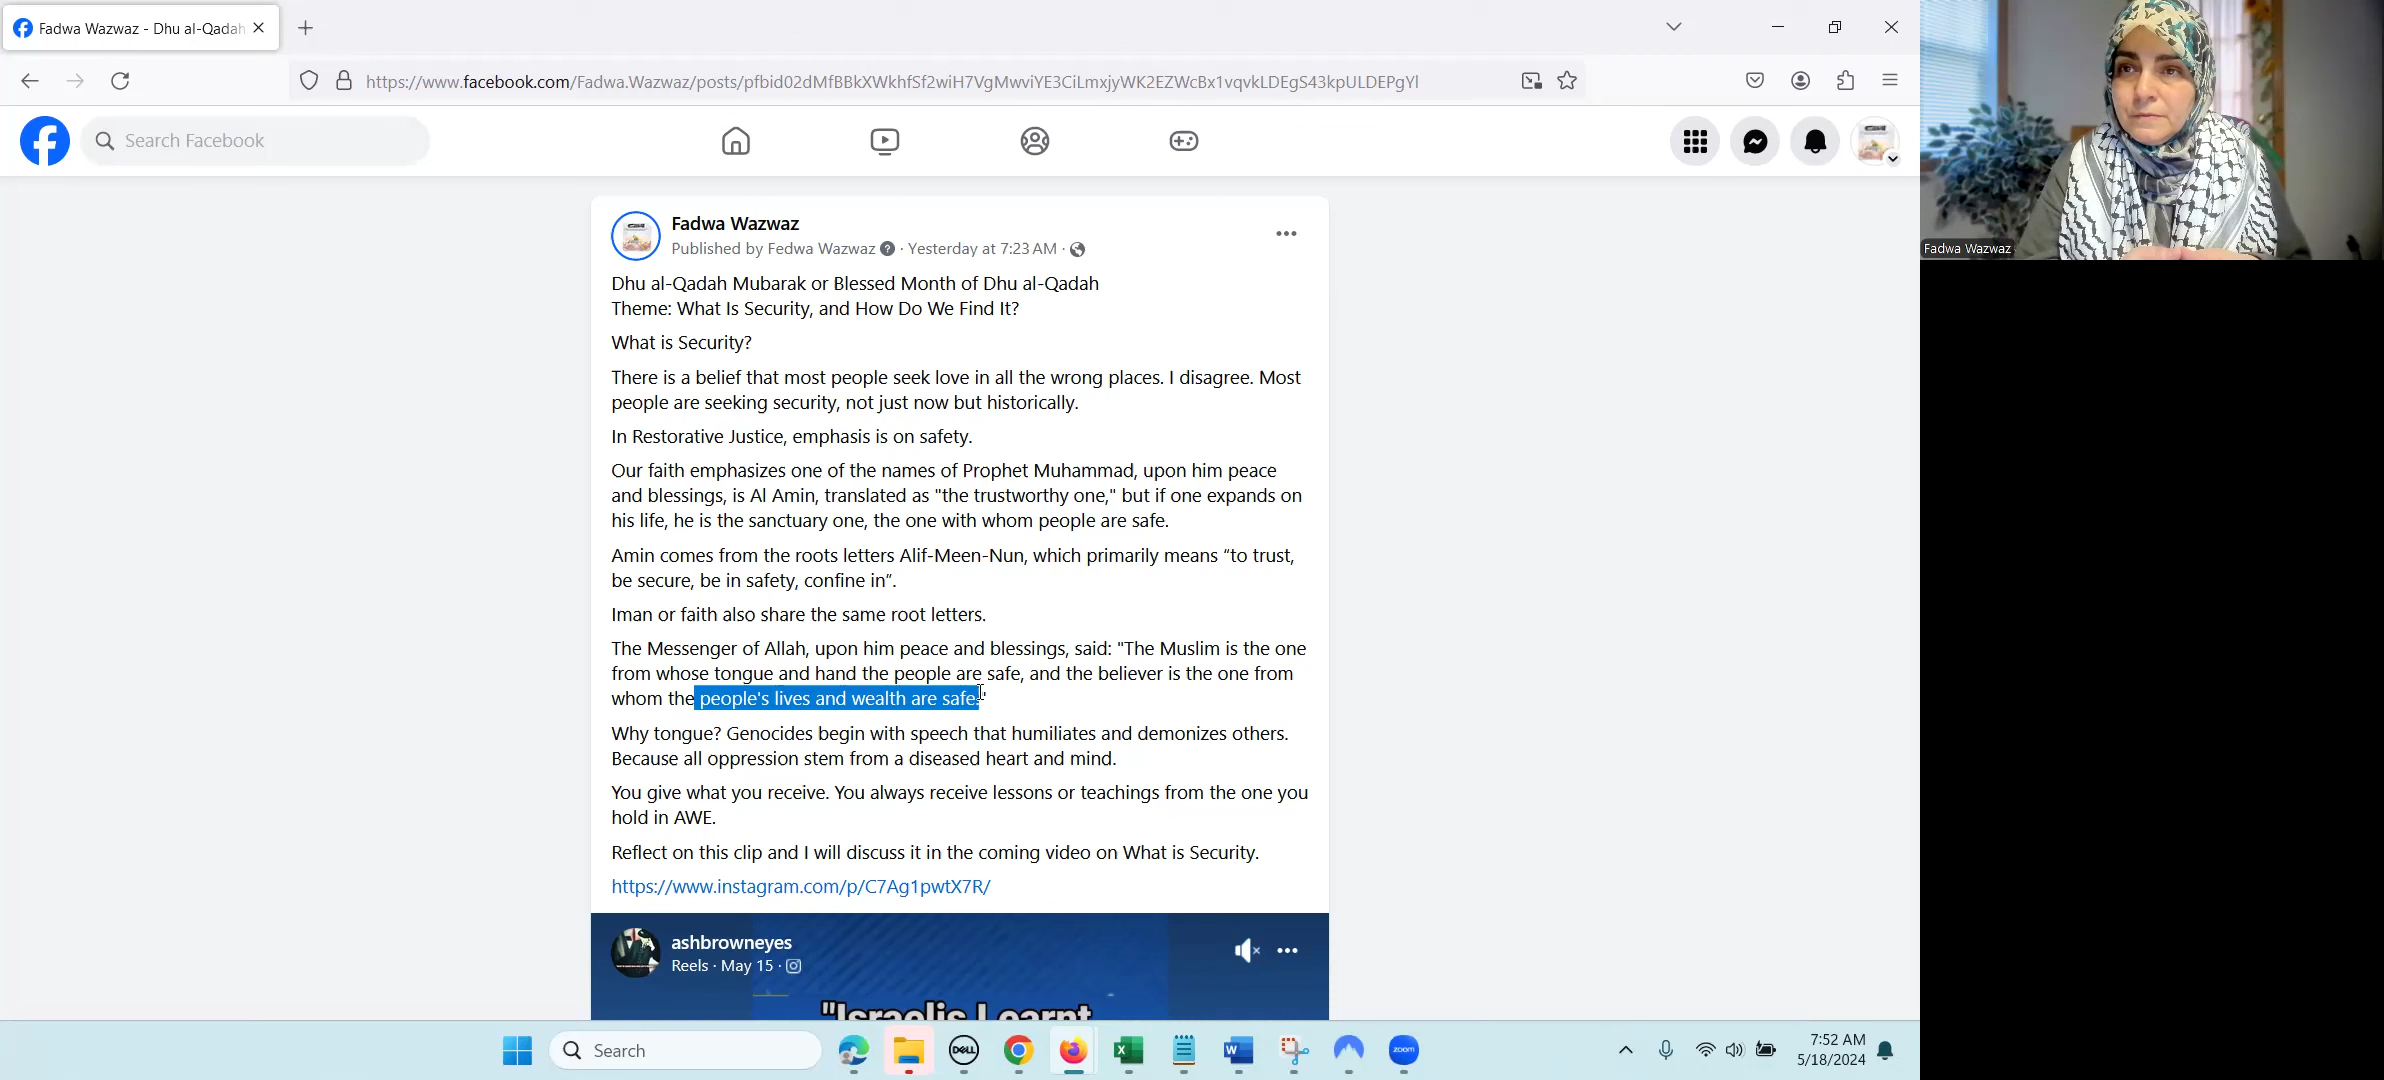 Fadwa Wazwaz - Dhu al-Qadah
https://www.facebook.com/Fadwa.Wazwaz/posts/pfbid02dMfBBkXWkhfSf2wiH7VgMwviYE3CiLmxjyWK2EZWcBx1vqvkLDEgS43kpULDEPgYl
Search Facebook
Fadwa Wazwaz
Fadwa Wazwaz
Published by Fedwa Wazwaz · Yesterday at 7:23 AM ·
Dhu al-Qadah Mubarak or Blessed Month of Dhu al-Qadah
Theme: What Is Security, and How Do We Find It?
What is Security?
There is a belief that most people seek love in all the wrong places. I disagree. Most
people are seeking security, not just now but historically.
In Restorative Justice, emphasis is on safety.
Our faith emphasizes one of the names of Prophet Muhammad, upon him peace
and blessings, is Al Amin, translated as "the trustworthy one," but if one expands on
his life, he is the sanctuary one, the one with whom people are safe.
Amin comes from the roots letters Alif-Meen-Nun, which primarily means “to trust,
be secure, be in safety, confine in”.
Iman or faith also share the same root letters.
The Messenger of Allah, upon him peace and blessings, said: "The Muslim is the one
from whose tongue and hand the people are safe, and the believer is the one from
whom the people's lives and wealth are safe."
Why tongue? Genocides begin with speech that humiliates and demonizes others.
Because all oppression stem from a diseased heart and mind.
You give what you receive. You always receive lessons or teachings from the one you
hold in AWE.
Reflect on this clip and I will discuss it in the coming video on What is Security.
https://www.instagram.com/p/C7Ag1pwtX7R/
ashbrowneyes
Reels · May 15 ·
"Israelis Learnt
Search
DELL
zoom
7:52 AM
5/18/2024